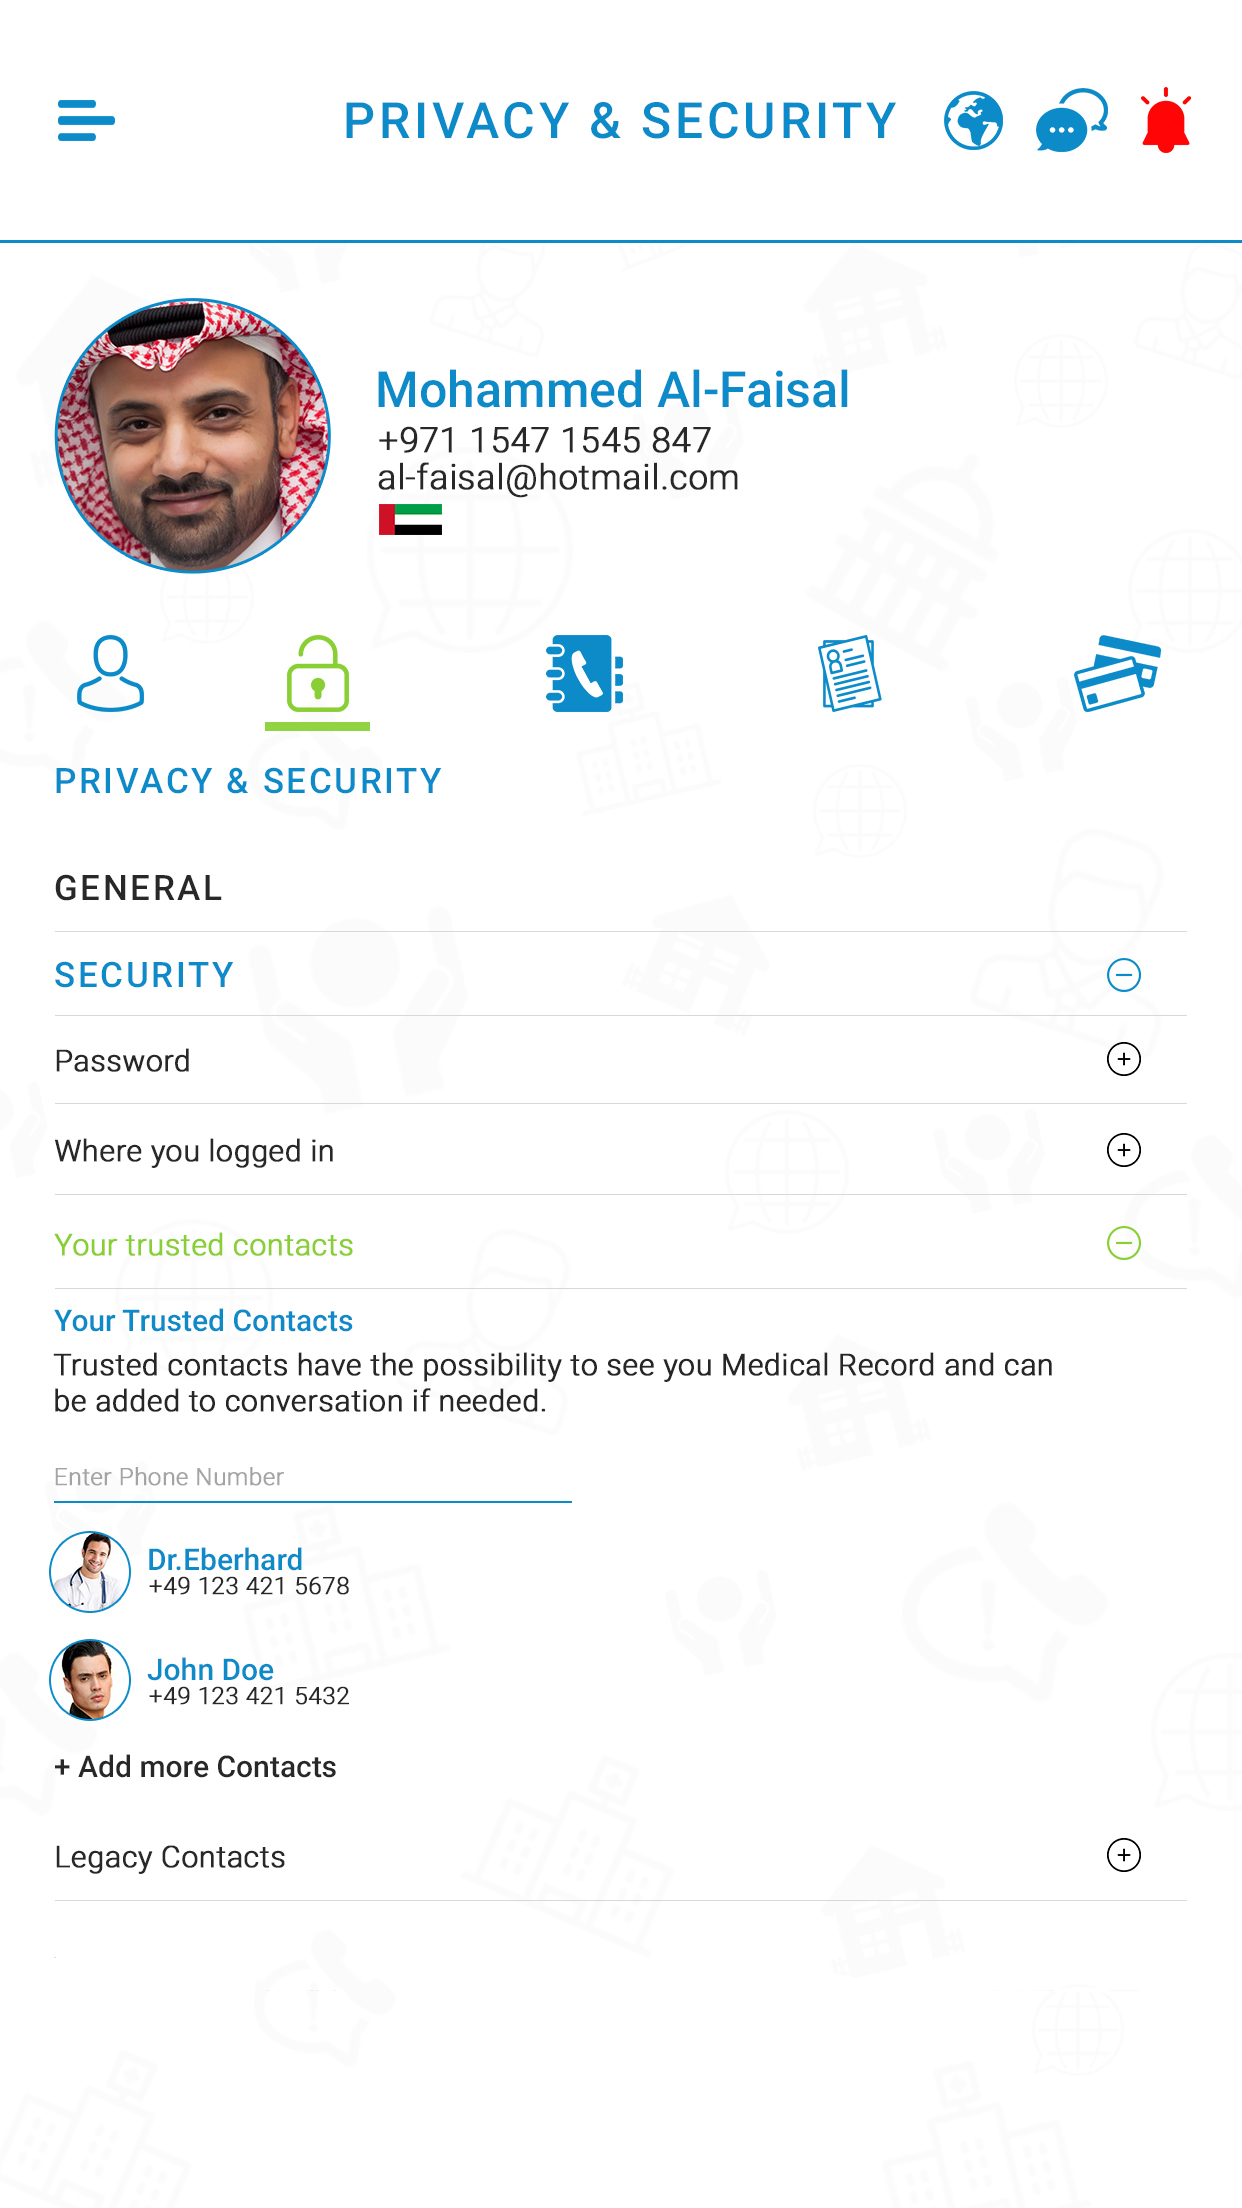 PRIVACY & SECURITY
Mohammed Al-Faisal
+971 1547 1545 847
al-faisal@hotmail.com
PRIVACY & SECURITY
GENERAL
SECURITY
Password
Where you logged in
Your trusted contacts
Your Trusted Contacts
Trusted contacts have the possibility to see you Medical Record and can
be added to conversation if needed.
Enter Phone Number
Dr.Eberhard
+49 123 421 5678
John Doe
+49 123 421 5432
+ Add more Contacts
Legacy Contacts